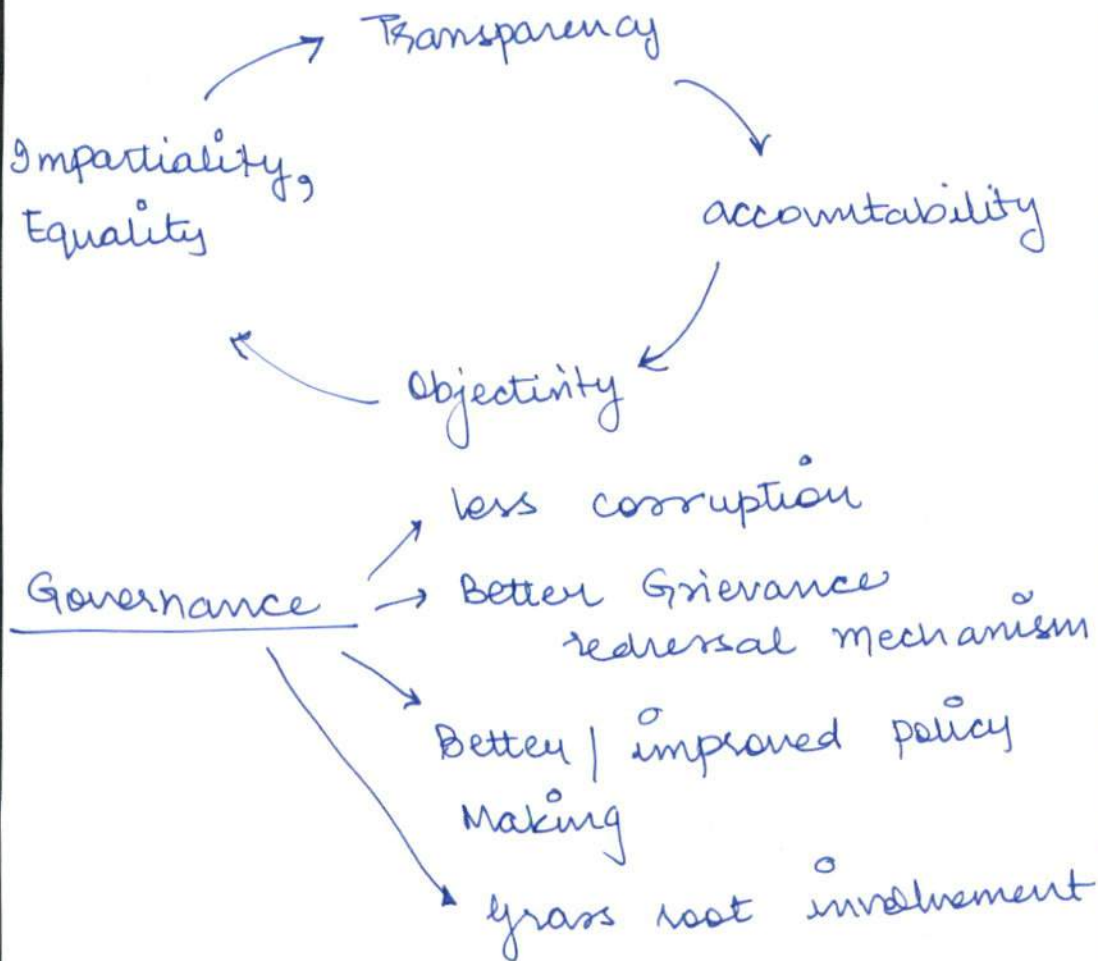 Transparency
Impartiality,
Equality
accountability
Objectivity
less corruption
Governance
Better Grievance
redressal Mechanism
Better / improved policy
Making
grass root involvement